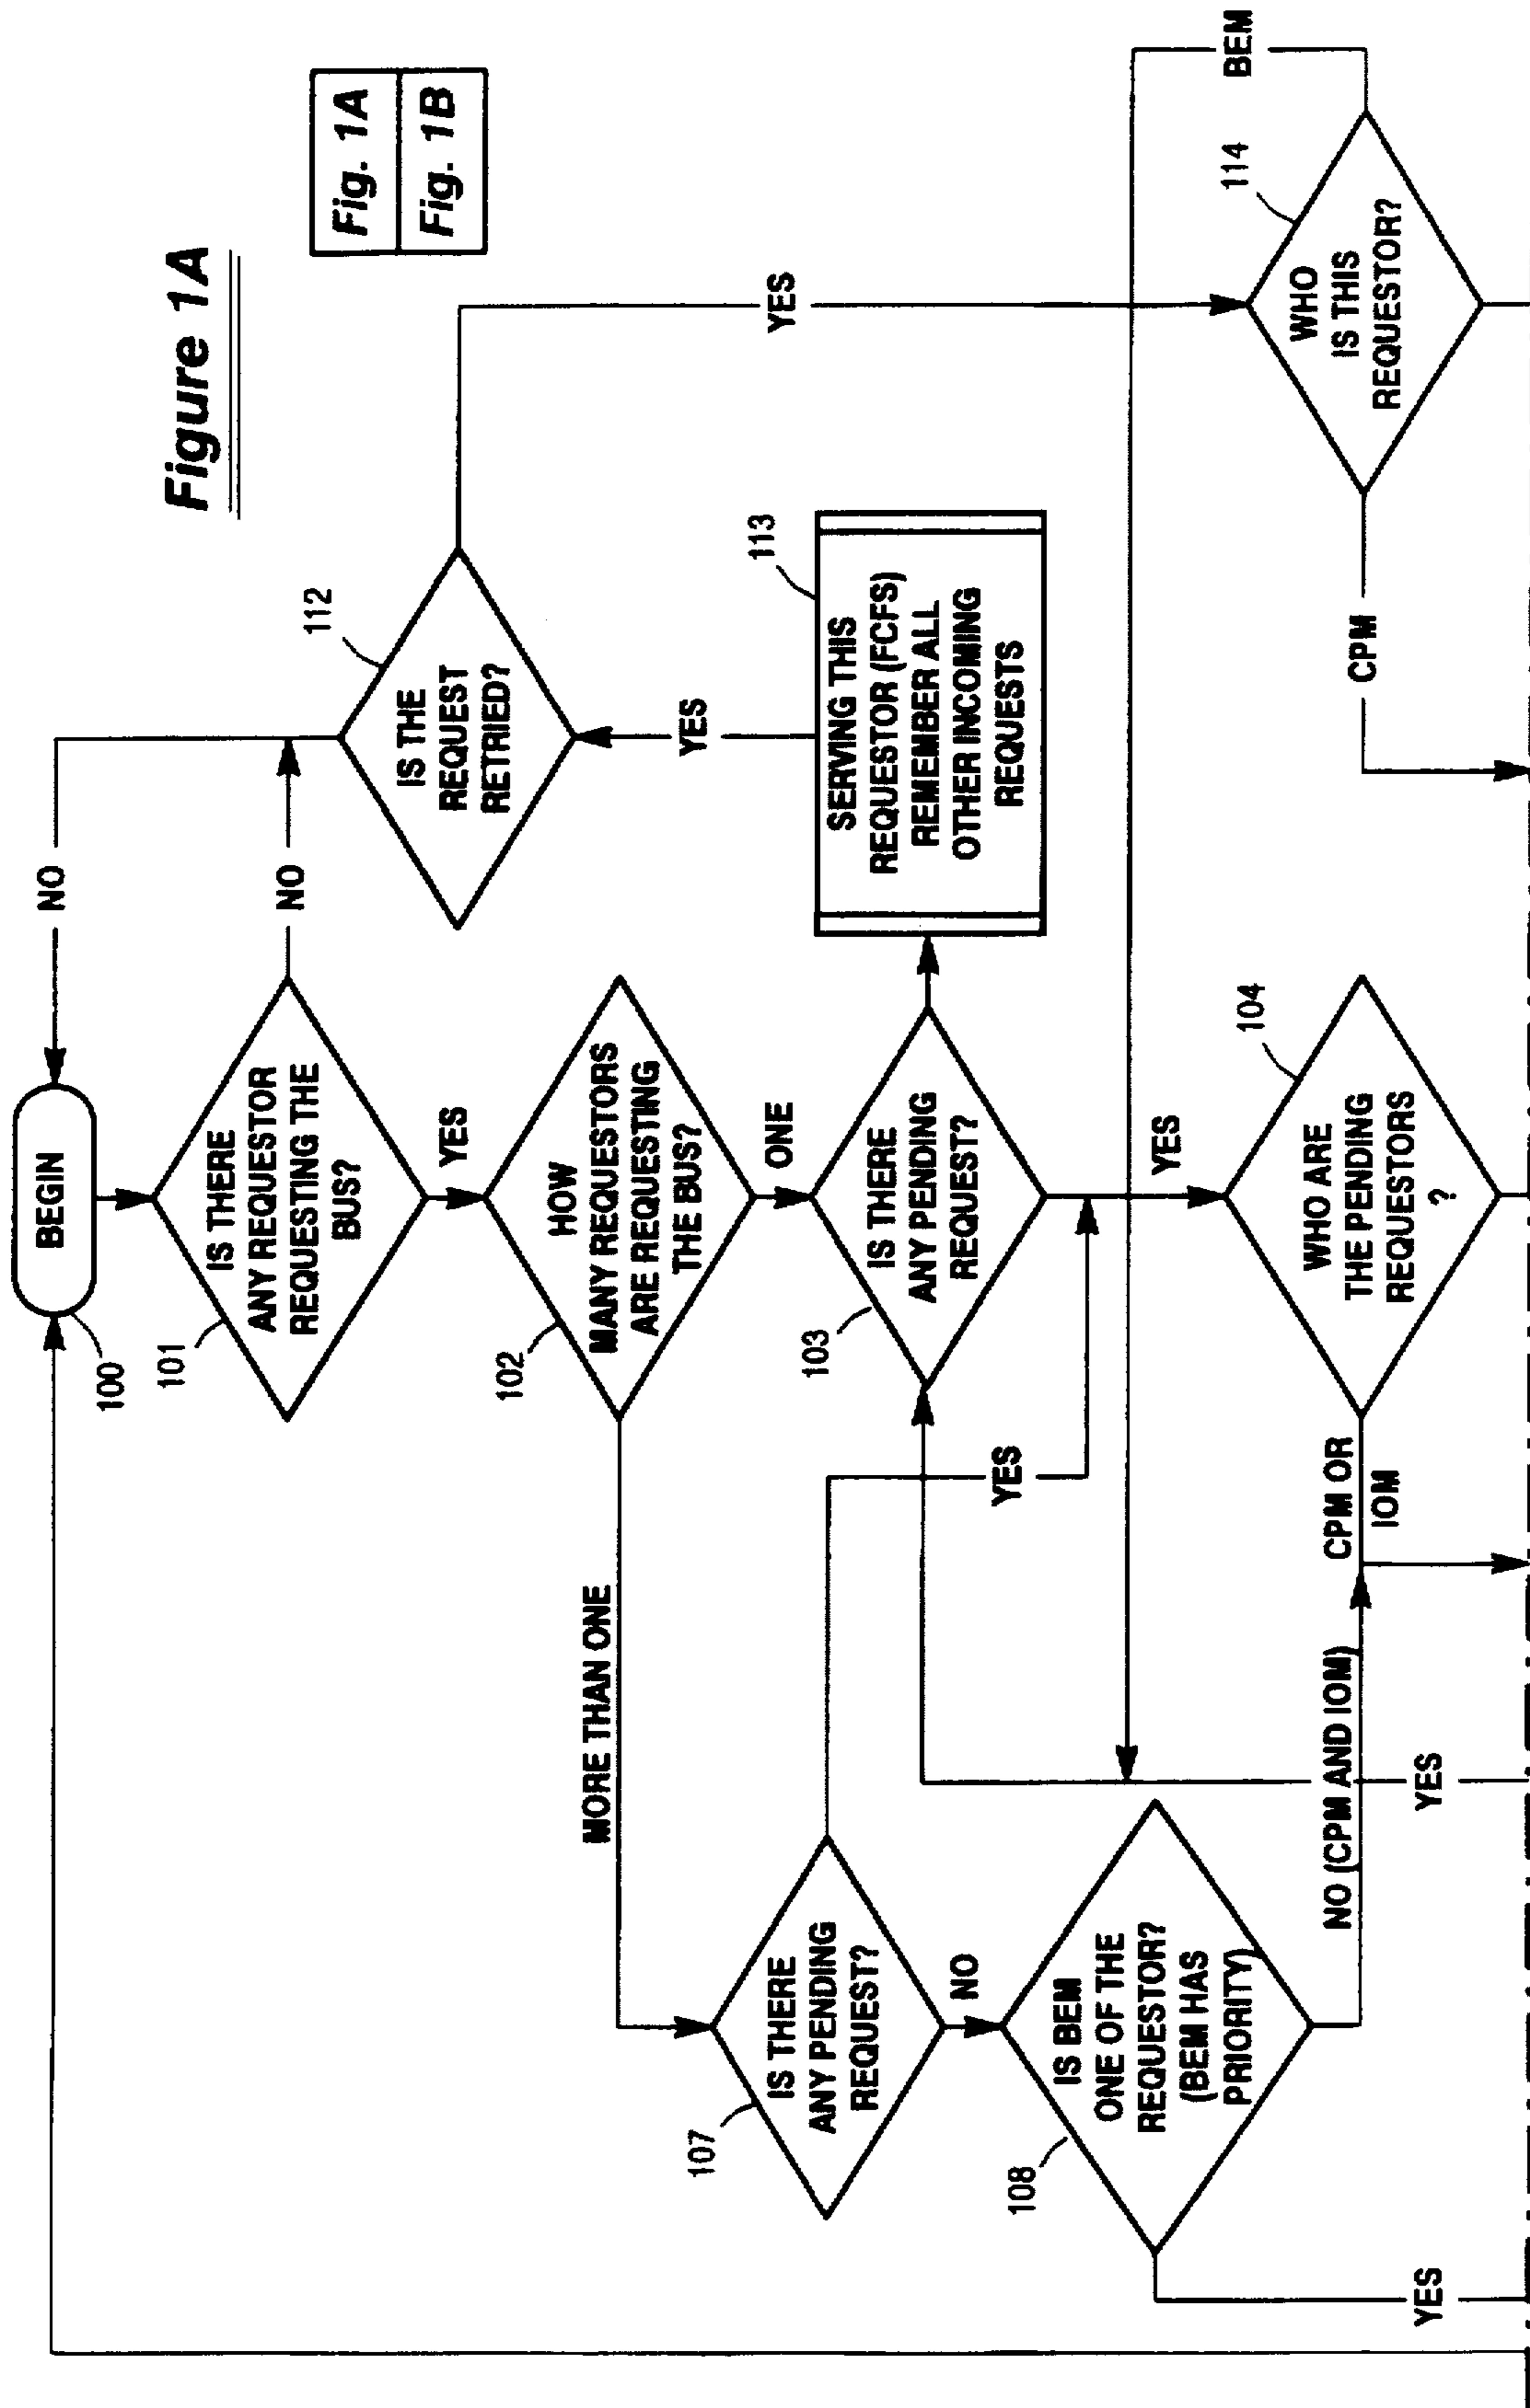 Figure 1A
Fig. 1A
Fig. 1B
BEGIN
100
NO
IS THERE
ANY REQUESTOR
REQUESTING THE
BUS?
101
NO
YES
112
IS THE
REQUEST
RETRIED?
YES
HOW
MANY REQUESTORS
ARE REQUESTING
THE BUS?
102
MORE THAN ONE
ONE
YES
IS THERE
ANY PENDING
REQUEST?
107
NO
IS THERE
ANY PENDING
REQUEST?
103
YES
SERVING THIS
REQUESTOR (FCFS)
REMEMBER ALL
OTHER INCOMING
REQUESTS
113
IS BEM
ONE OF THE
REQUESTOR?
(BEM HAS
PRIORITY)
108
YES
NO (CPM AND IOM)
YES
YES
WHO ARE
THE PENDING
REQUESTORS
?
104
CPM OR
IOM
WHO
IS THIS
REQUESTOR?
114
CPM
BEM